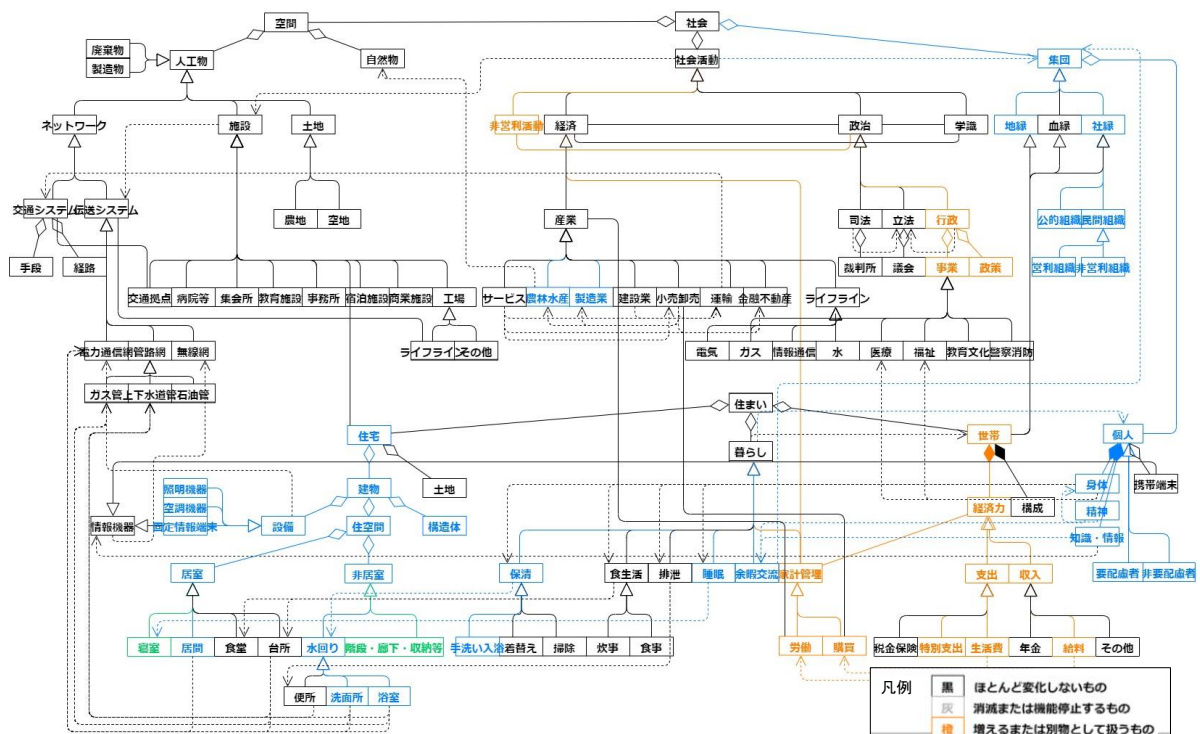 空間
社会
廃棄物
製造物
人工物
自然物
社会活動
集団
ネットワーク
施設
土地
非営利活動
経済
政治
学識
地縁
血縁
社縁
交通システム
伝送システム
農地
空地
産業
司法
立法
行政
公的組織
民間組織
手段
経路
裁判所
議会
事業
政策
営利組織
非営利組織
交通拠点
病院等
集会所
教育施設
事務所
宿泊施設
商業施設
工場
サービス
農林水産
製造業
建設業
小売
卸売
運輸
金融不動産
ライフライン
電力通信網
管路網
無線網
ライフライン
その他
電気
ガス
情報通信
水
医療
福祉
教育文化
警察消防
ガス管
上下水道管
石油管
住まい
住宅
世帯
個人
暮らし
照明機器
建物
土地
身体
携帯端末
空調機器
経済力
構成
精神
情報機器
固定情報端末
設備
住空間
構造体
知識・情報
居室
非居室
保清
食生活
排泄
睡眠
余暇交流
家計管理
支出
収入
要配慮者
非要配慮者
寝室
居間
食堂
台所
水回り
階段・廊下・収納等
手洗い入浴
着替え
掃除
炊事
食事
労働
購買
税金保険
特別支出
生活費
年金
給料
その他
便所
洗面所
浴室
凡例
黒 ほとんど変化しないもの
灰 消滅または機能停止するもの
橙 増えるまたは別物として扱うもの